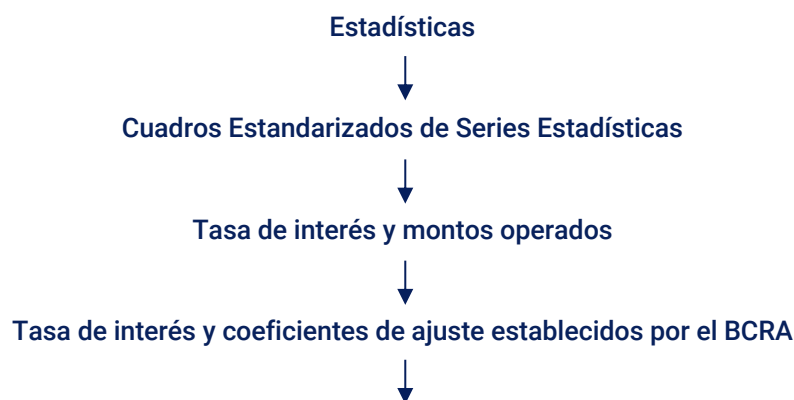 Estadísticas
Cuadros Estandarizados de Series Estadísticas
Tasa de interés y montos operados
Tasa de interés y coeficientes de ajuste establecidos por el BCRA